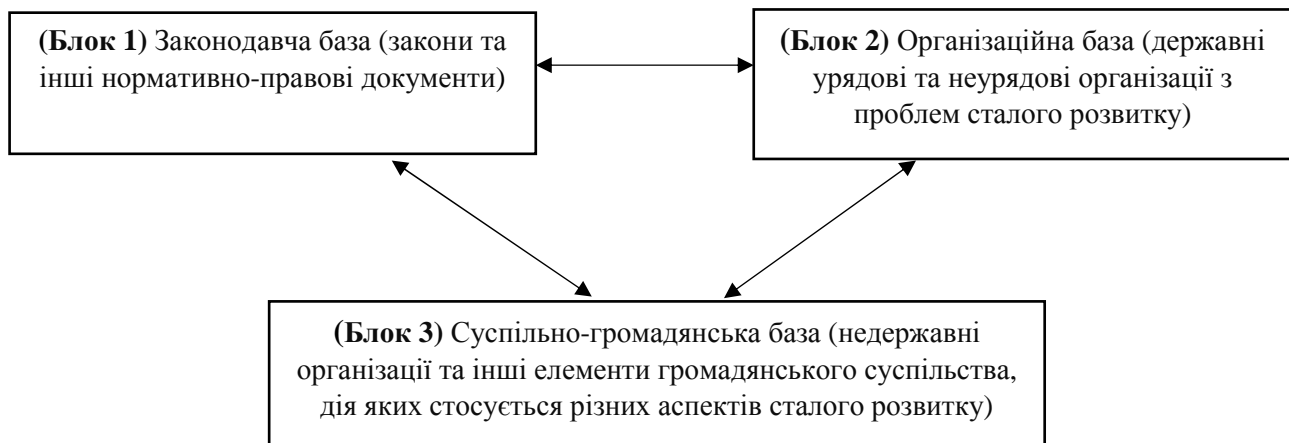 (Блок 1) Законодавча база (закони та
інші нормативно-правові документи)
(Блок 2) Організаційна база (державні
урядові та неурядові організації з
проблем сталого розвитку)
(Блок 3) Суспільно-громадянська база (недержавні
організації та інші елементи громадянського суспільства,
дія яких стосується різних аспектів сталого розвитку)